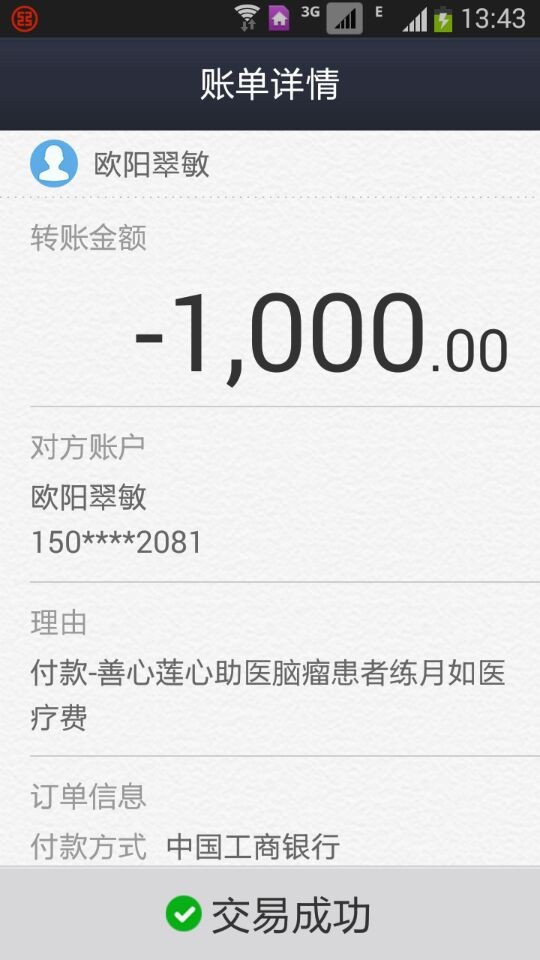 3G E 13:43
账单详情
欧阳翠敏
转账金额
-1,000.00
对方账户
欧阳翠敏
150****2081
理由
付款-善心莲心助医脑瘤患者练月如医
疗费
订单信息
付款方式 中国工商银行
交易成功